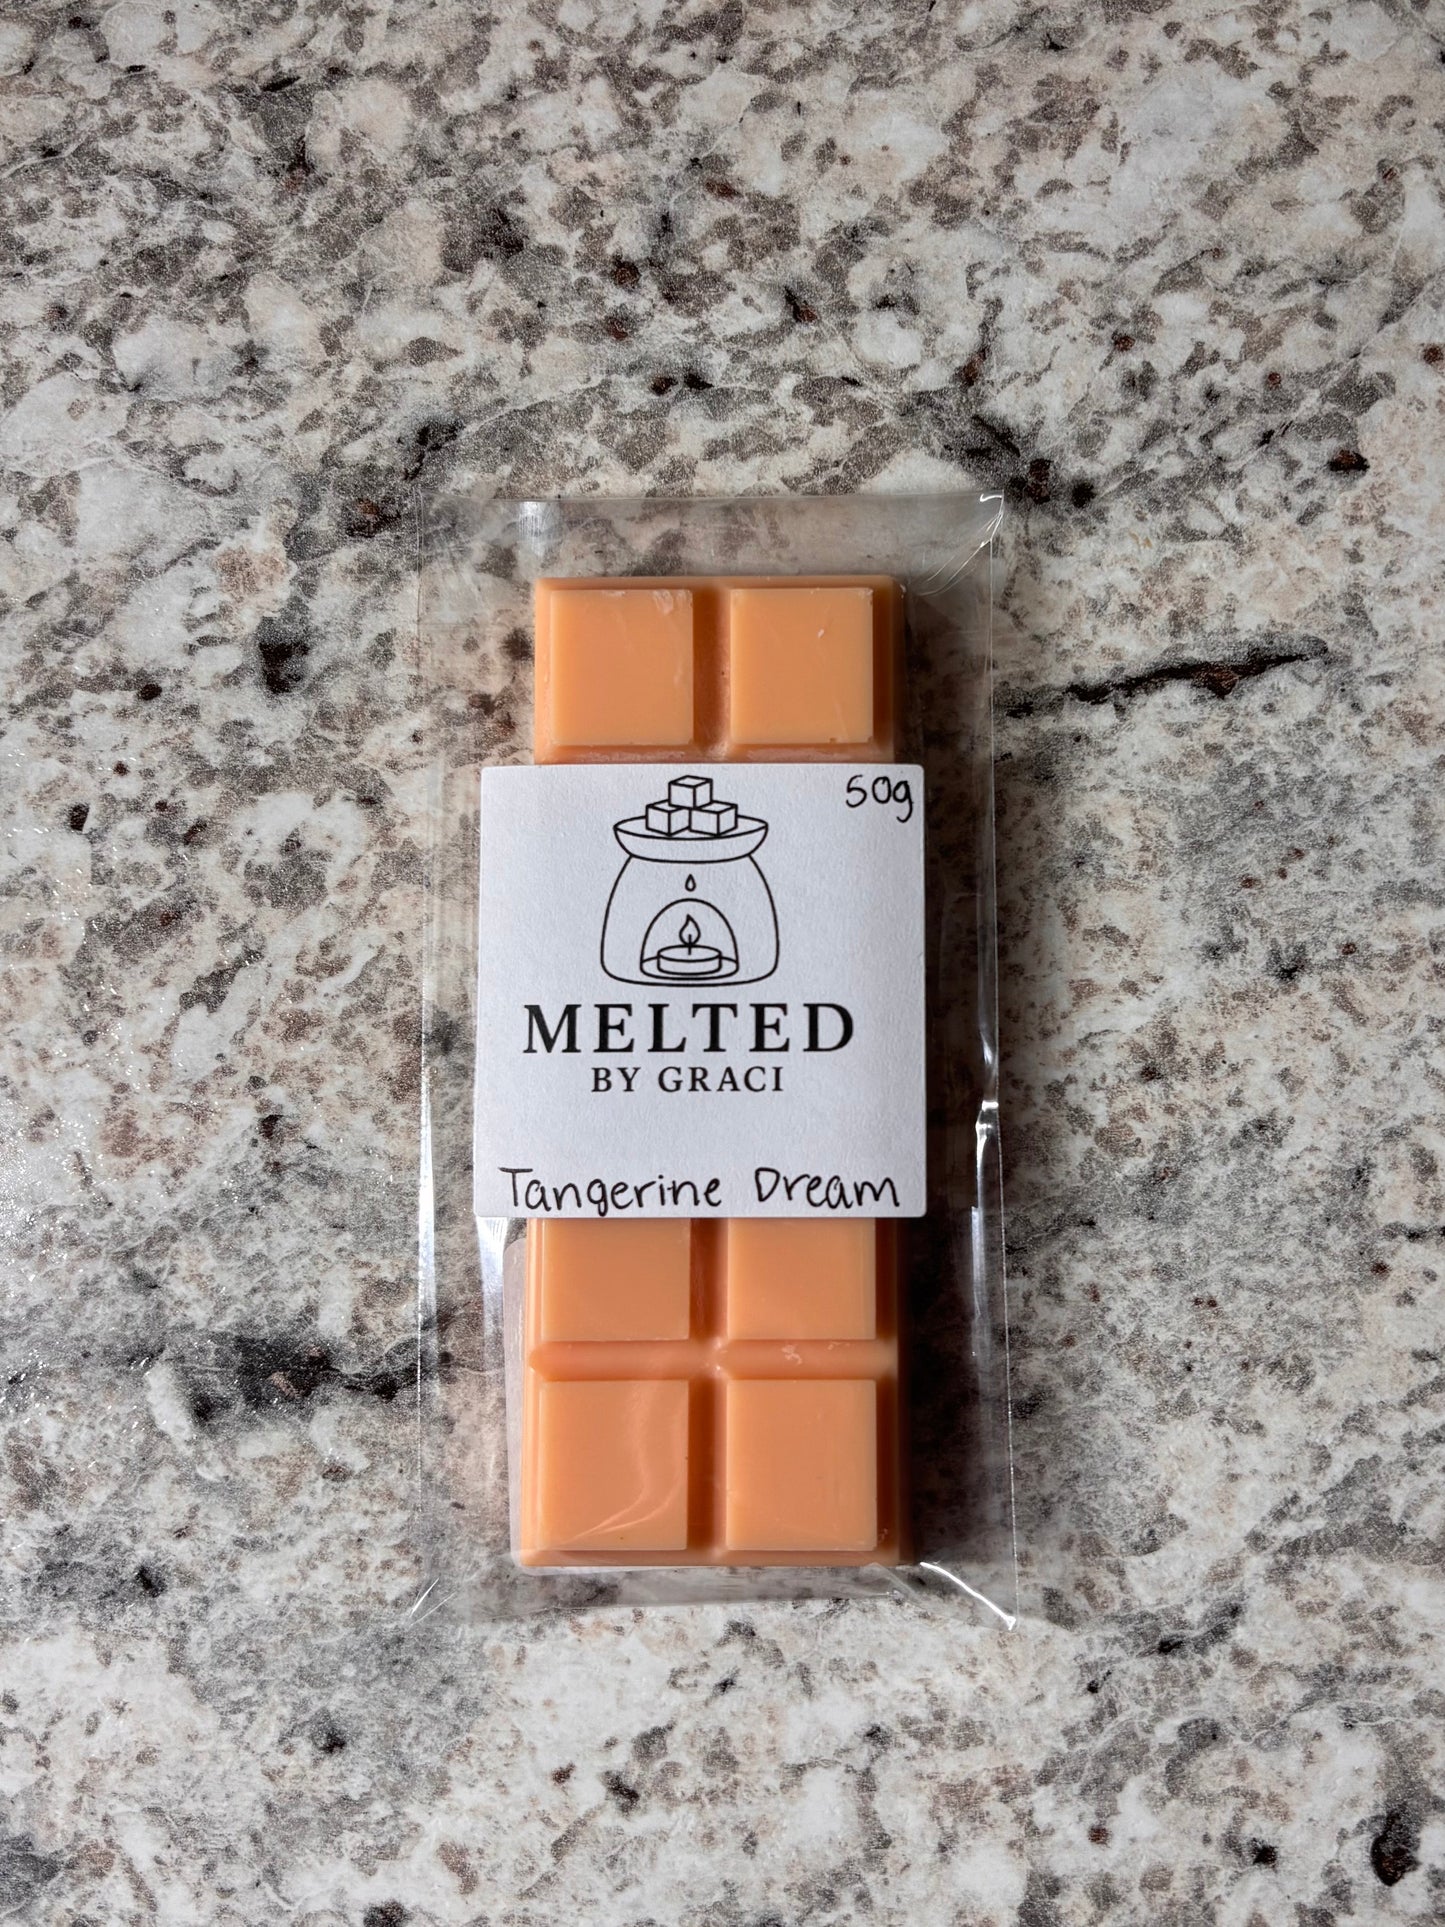 50g
MELTED
BY GRACI
Tangerine Dream